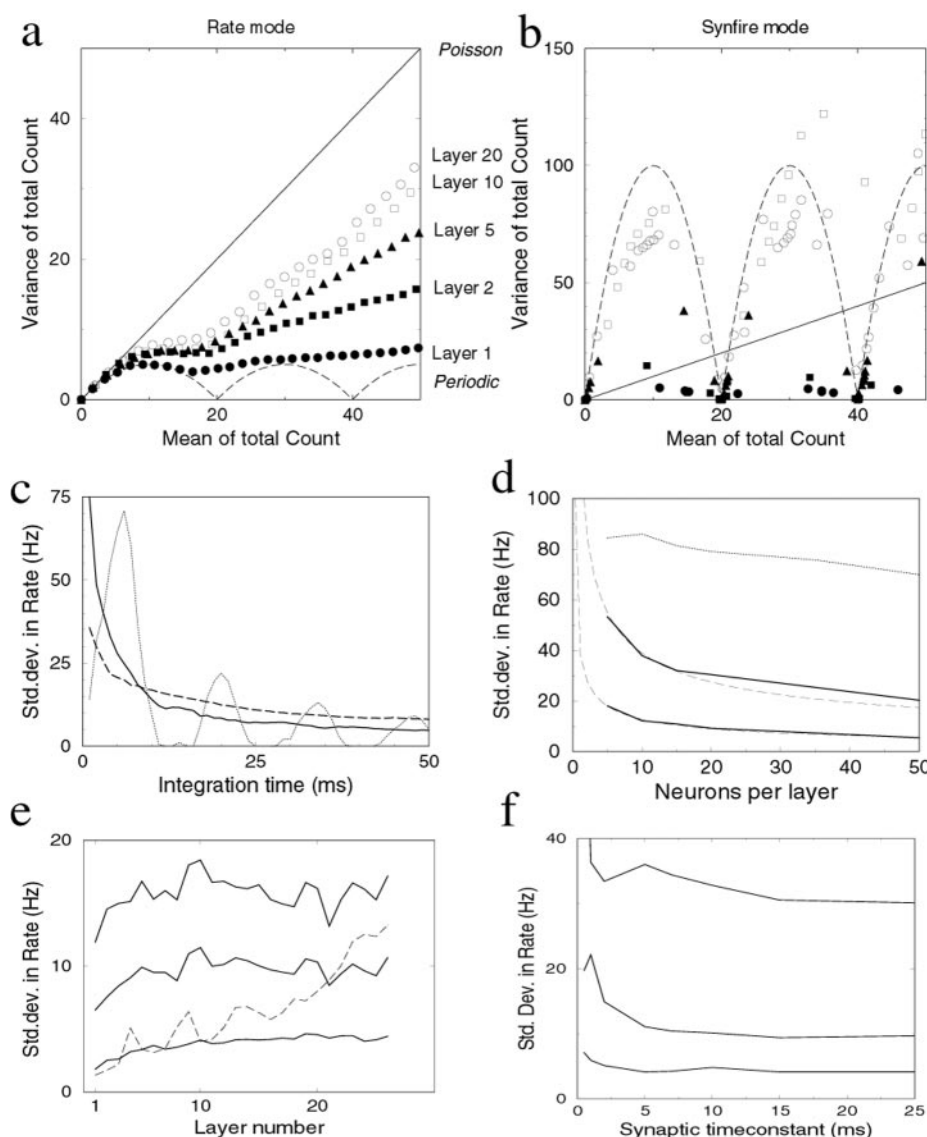 a
Rate mode
Variance of total Count
40
20
0
0
20
40
Mean of total Count
Poisson
Layer 20
Layer 10
Layer 5
Layer 2
Layer 1
Periodic
b
Synfire mode
Variance of total Count
150
100
50
0
0
20
40
Mean of total Count
c
Std.dev. in Rate (Hz)
75
50
25
0
0
25
50
Integration time (ms)
d
Std.dev. in Rate (Hz)
100
80
60
40
20
0
0
10
20
30
40
50
Neurons per layer
e
Std.dev. in Rate (Hz)
20
10
0
1
10
20
Layer number
f
Std. Dev. in Rate (Hz)
40
20
0
0
5
10
15
20
25
Synaptic timeconstant (ms)